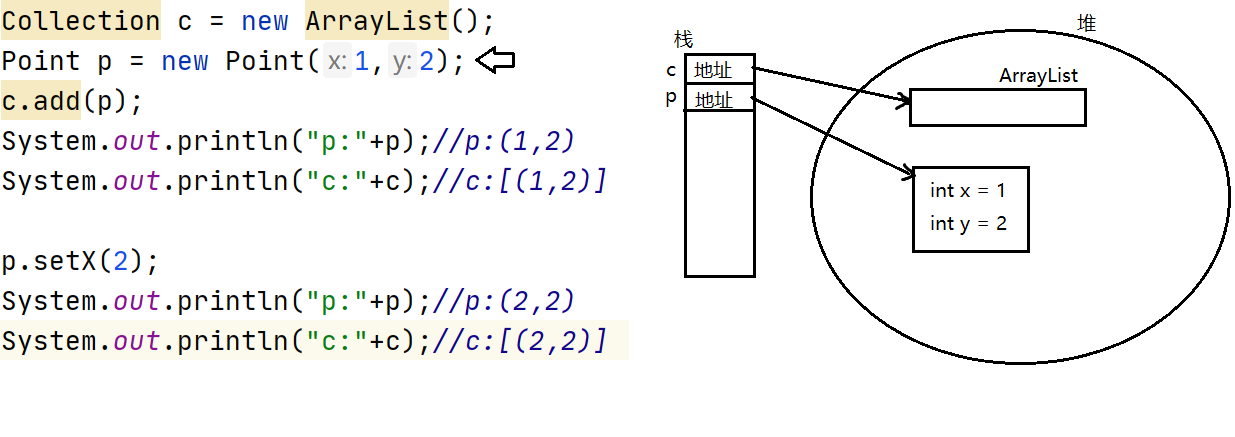 Collection c = new ArrayList();
Point p = new Point(x:1,y:2);
c.add(p);
System.out.println("p:"+p);//p:(1,2)
System.out.println("c:"+c);//c:[(1,2)]
p.setX(2);
System.out.println("p:"+p);//p:(2,2)
System.out.println("c:"+c);//c:[(2,2)]
栈
c 地址
p 地址
堆
ArrayList
int x = 1
int y = 2